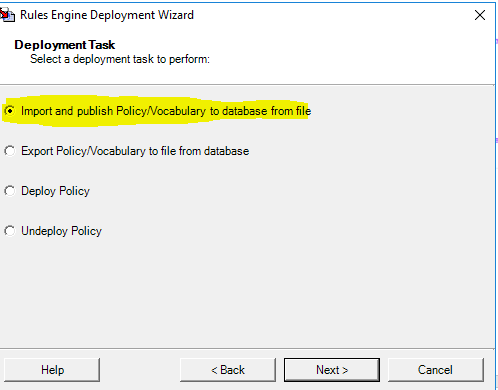 Rules Engine Deployment Wizard
Deployment Task
Select a deployment task to perform:
Import and publish Policy/Vocabulary to database from file
Export Policy/Vocabulary to file from database
Deploy Policy
Undeploy Policy
Help
< Back
Next >
Cancel